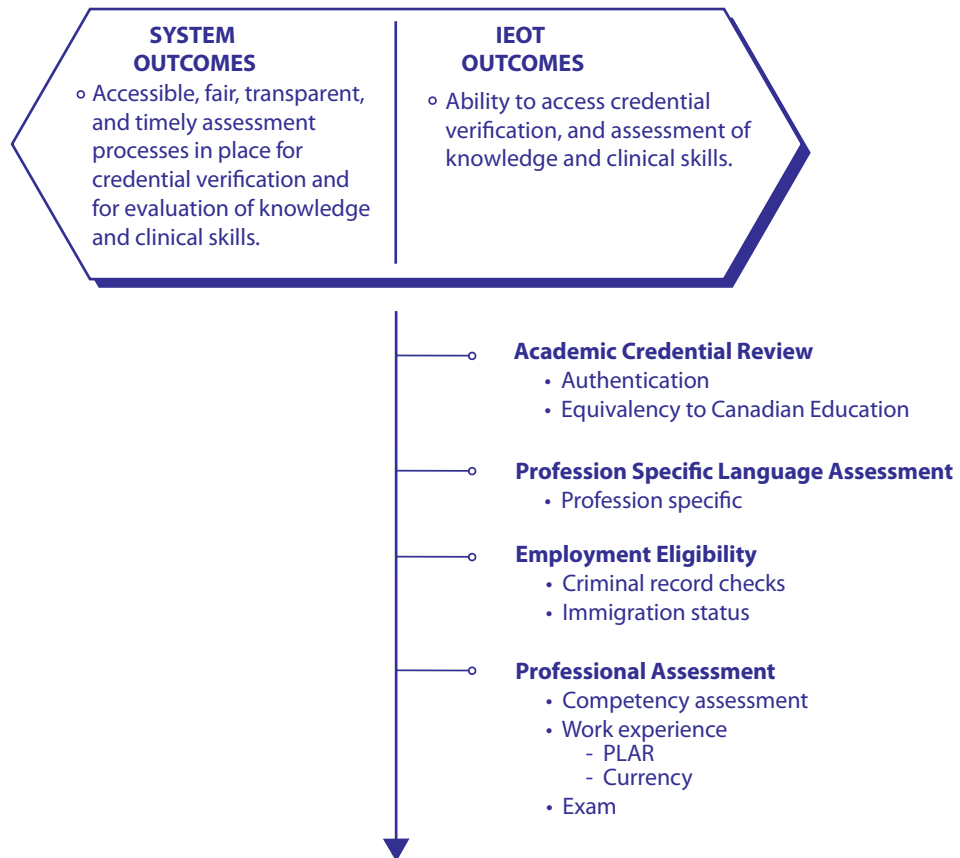 SYSTEM
OUTCOMES
Accessible, fair, transparent,
and timely assessment
processes in place for
credential verification and
for evaluation of knowledge
and clinical skills.
IEOT
OUTCOMES
Ability to access credential
verification, and assessment of
knowledge and clinical skills.
Academic Credential Review
• Authentication
• Equivalency to Canadian Education
Profession Specific Language Assessment
• Profession specific
Employment Eligibility
• Criminal record checks
• Immigration status
Professional Assessment
• Competency assessment
• Work experience
- PLAR
- Currency
• Exam